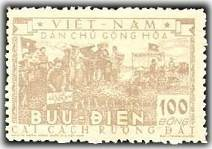 VIỆT-NAM
DÂN CHỦ CỘNG HÒA
BƯU-ĐIỆN
100
ĐỒNG
CẢI CÁCH RUỘNG ĐẤT